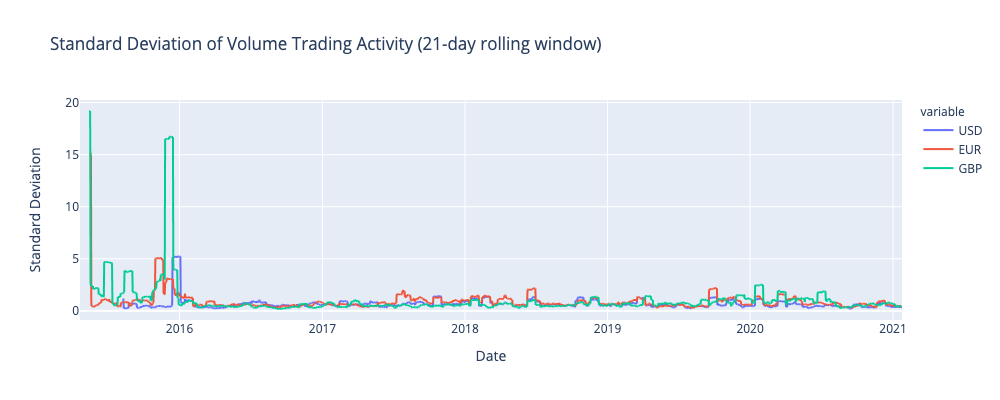 Standard Deviation of Volume Trading Activity (21-day rolling window)
variable
USD
EUR
GBP
Standard Deviation
20
15
10
5
0
2016
2017
2018
2019
2020
2021
Date